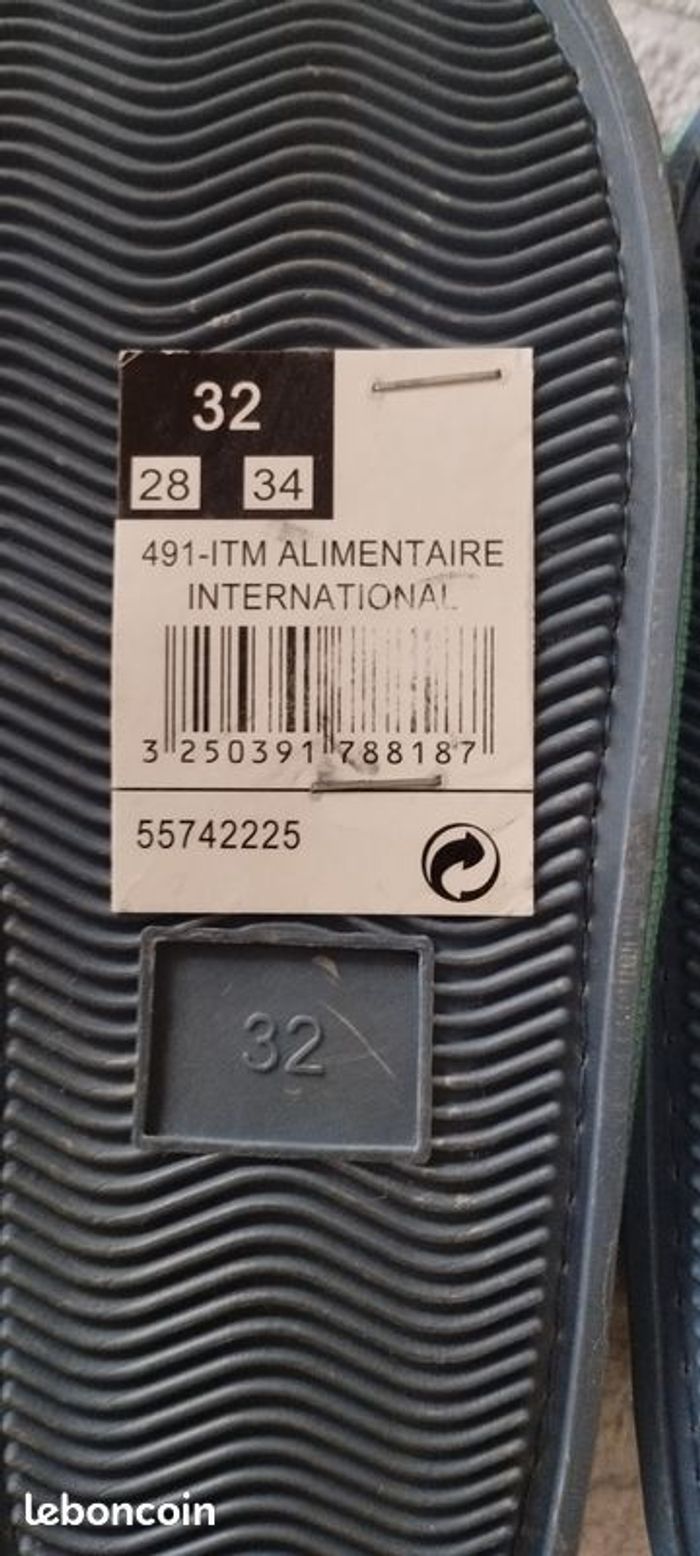 32
28 34
491-ITM ALIMENTAIRE
INTERNATIONAL
3 250391 788187
55742225
32
leboncoin